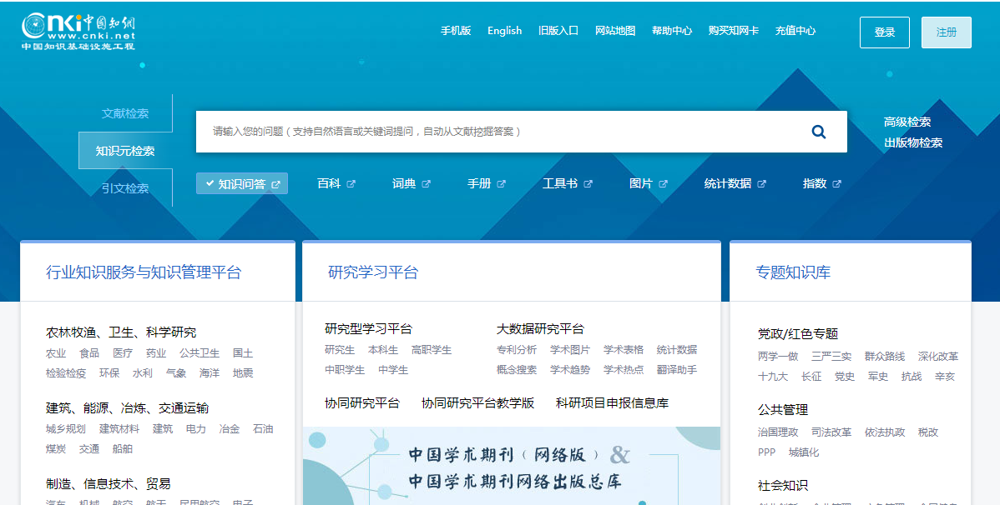 cnki中国知网
www.cnki.net
中国知识基础设施工程
手机版 English 旧版入口 网站地图 帮助中心 购买知网卡 充值中心 登录 注册
文献检索
知识元检索
引文检索
请输入您的问题（支持自然语言或关键词提问，自动从文献挖掘答案）
高级检索
出版物检索
知识问答 百科 词典 手册 工具书 图片 统计数据 指数
行业知识服务与知识管理平台
农林牧渔、卫生、科学研究
农业 食品 医疗 药业 公共卫生 国土
检验检疫 环保 水利 气象 海洋 地震
建筑、能源、冶炼、交通运输
城乡规划 建筑材料 建筑 电力 冶金 石油
煤炭 交通 船舶
制造、信息技术、贸易
汽车 机械 航空 航天 民用航空 电子
研究学习平台
研究型学习平台
研究生 本科生 高职学生
中职学生 中学生
大数据研究平台
专利分析 学术图片 学术表格 统计数据
概念搜索 学术趋势 学术热点 翻译助手
协同研究平台 协同研究平台教学版 科研项目申报信息库
中国学术期刊（网络版）&
中国学术期刊网络出版总库
专题知识库
党政/红色专题
两学一做 三严三实 群众路线 深化改革
十九大 长征 党史 军史 抗战 辛亥
公共管理
治国理政 司法改革 依法执政 税改
PPP 城镇化
社会知识